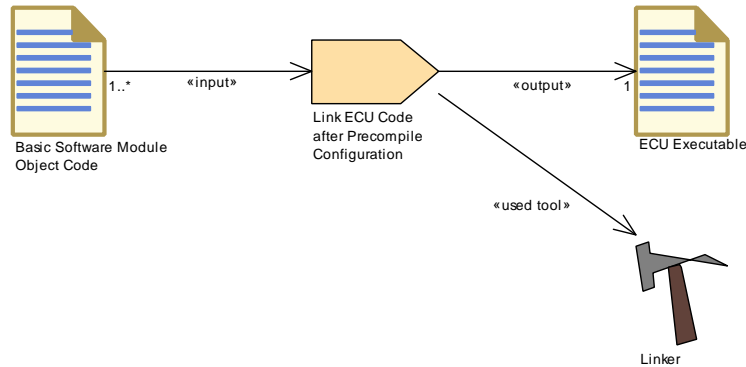 1..*
«input»
«output»
1
Basic Software Module
Object Code
Link ECU Code
after Precompile
Configuration
ECU Executable
«used tool»
Linker